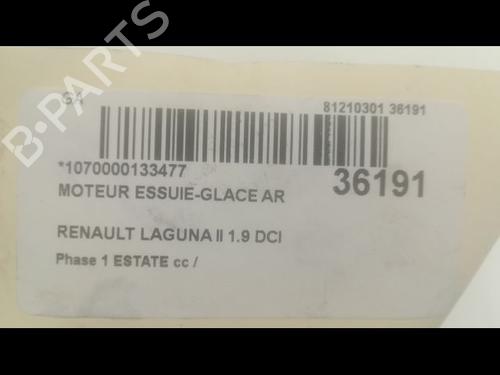 GA
81210301 36191
*1070000133477
36191
MOTEUR ESSUIE-GLACE AR
RENAULT LAGUNA II 1.9 DCI
Phase 1 ESTATE cc /
B-PARTS